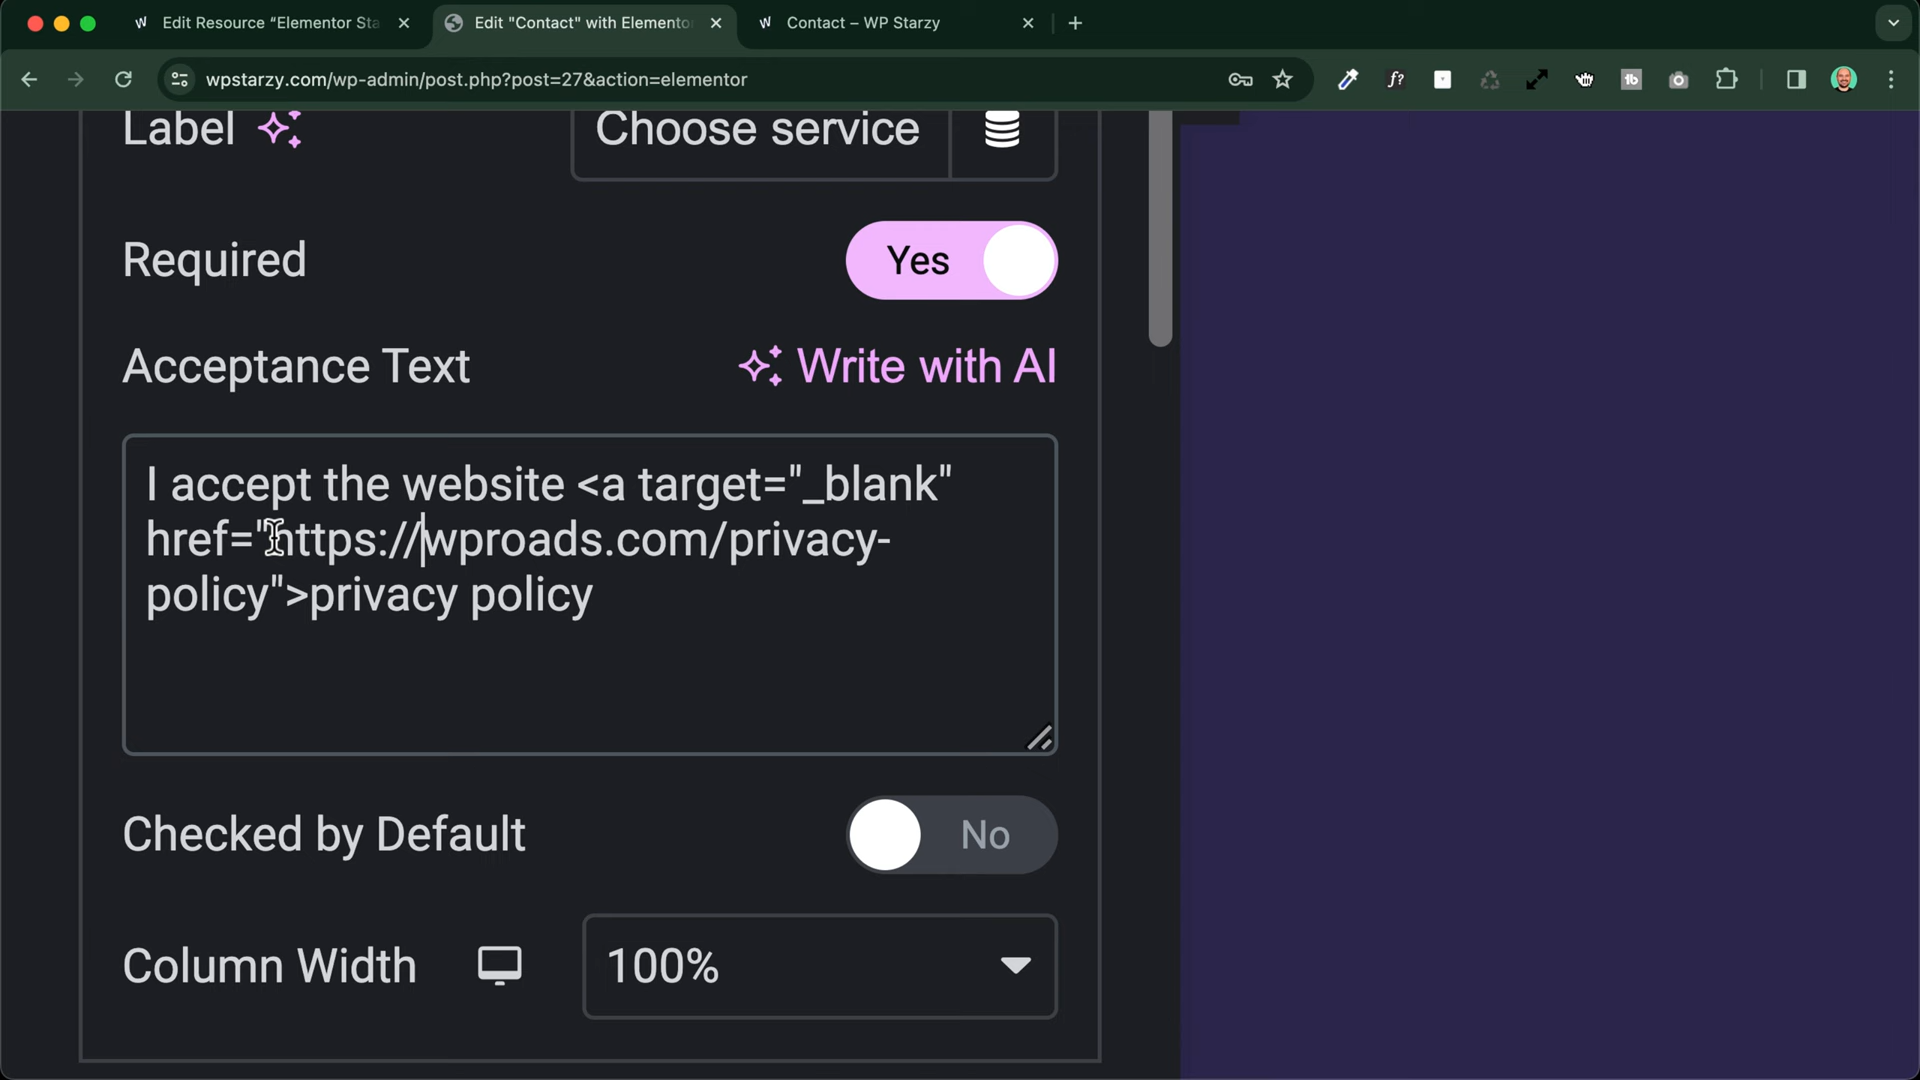 Edit Resource “Elementor Sta
Edit "Contact" with Elemento
Contact – WP Starzy
wpstarzy.com/wp-admin/post.php?post=27&action=elementor
Label
Choose service
Required
Yes
Acceptance Text
Write with AI
I accept the website <a target="_blank"
href="https://wproads.com/privacy-
policy">privacy policy
Checked by Default
No
Column Width
100%